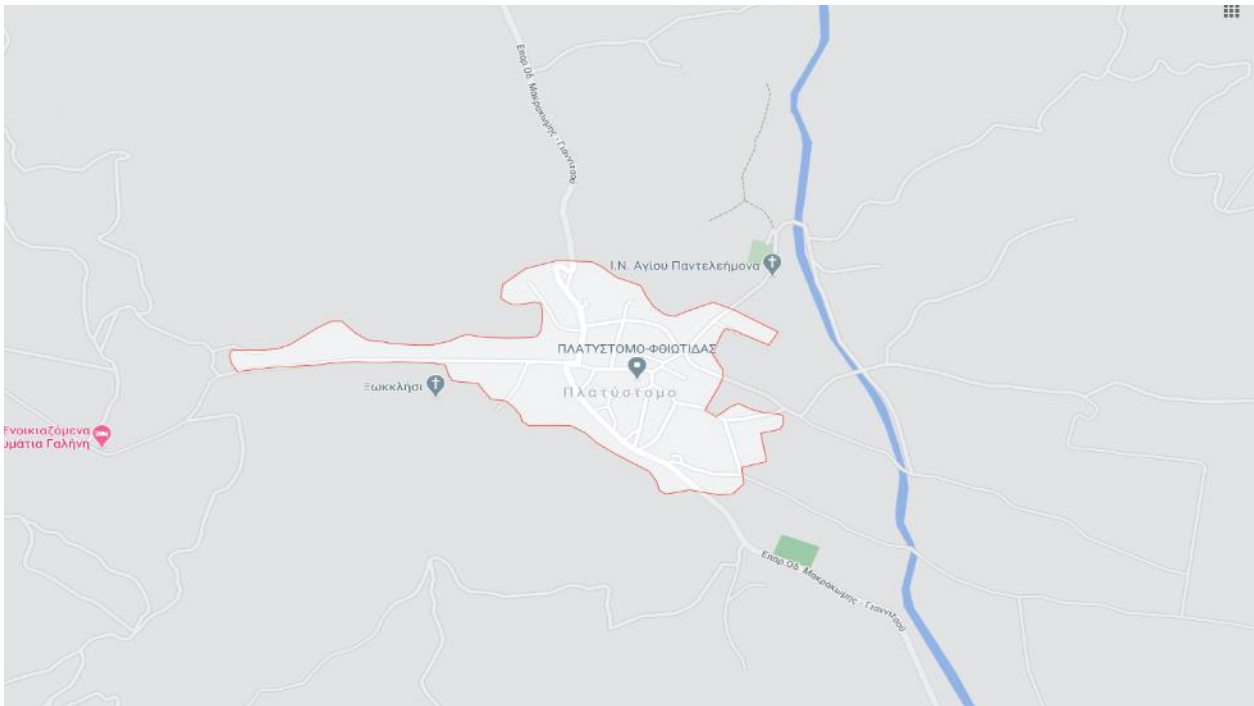 Επαρ.Οδ. Μακρακώμης - Γιαννιτσού
Ι.Ν. Αγίου Παντελεήμονα
ΠΛΑΤΥΣΤΟΜΟ-ΦΘΙΩΤΙΔΑΣ
Ξωκκλήσι
Πλατύστομο
Ενοικιαζόμενα
ωμάτια Γαλήνη
Επαρ.Οδ. Μακρακώμης - Γιαννιτσού